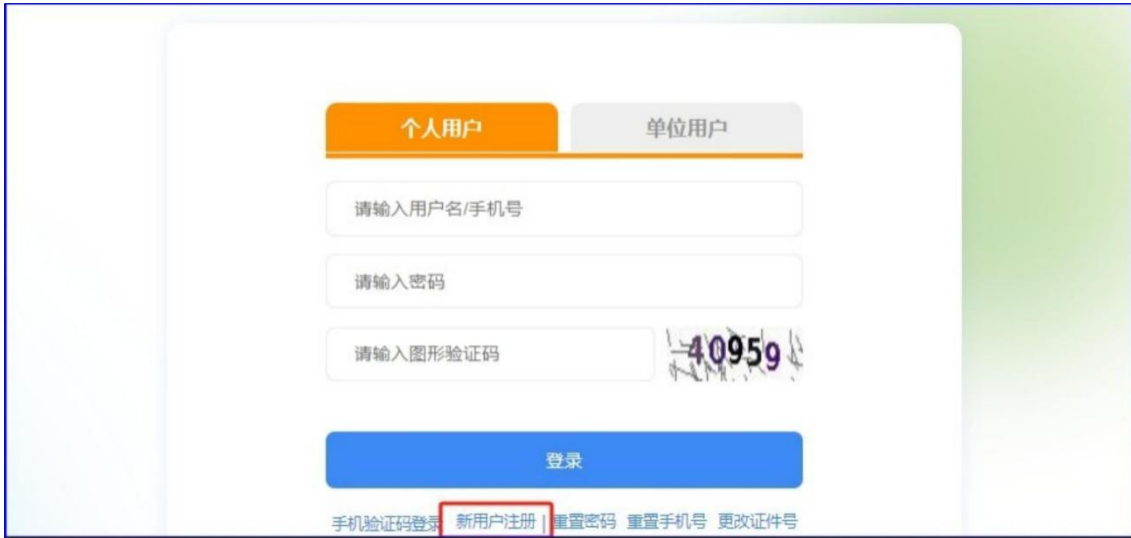 个人用户 单位用户
请输入用户名/手机号
请输入密码
请输入图形验证码 40959
登录
手机验证码登录 新用户注册 | 重置密码 重置手机号 更改证件号